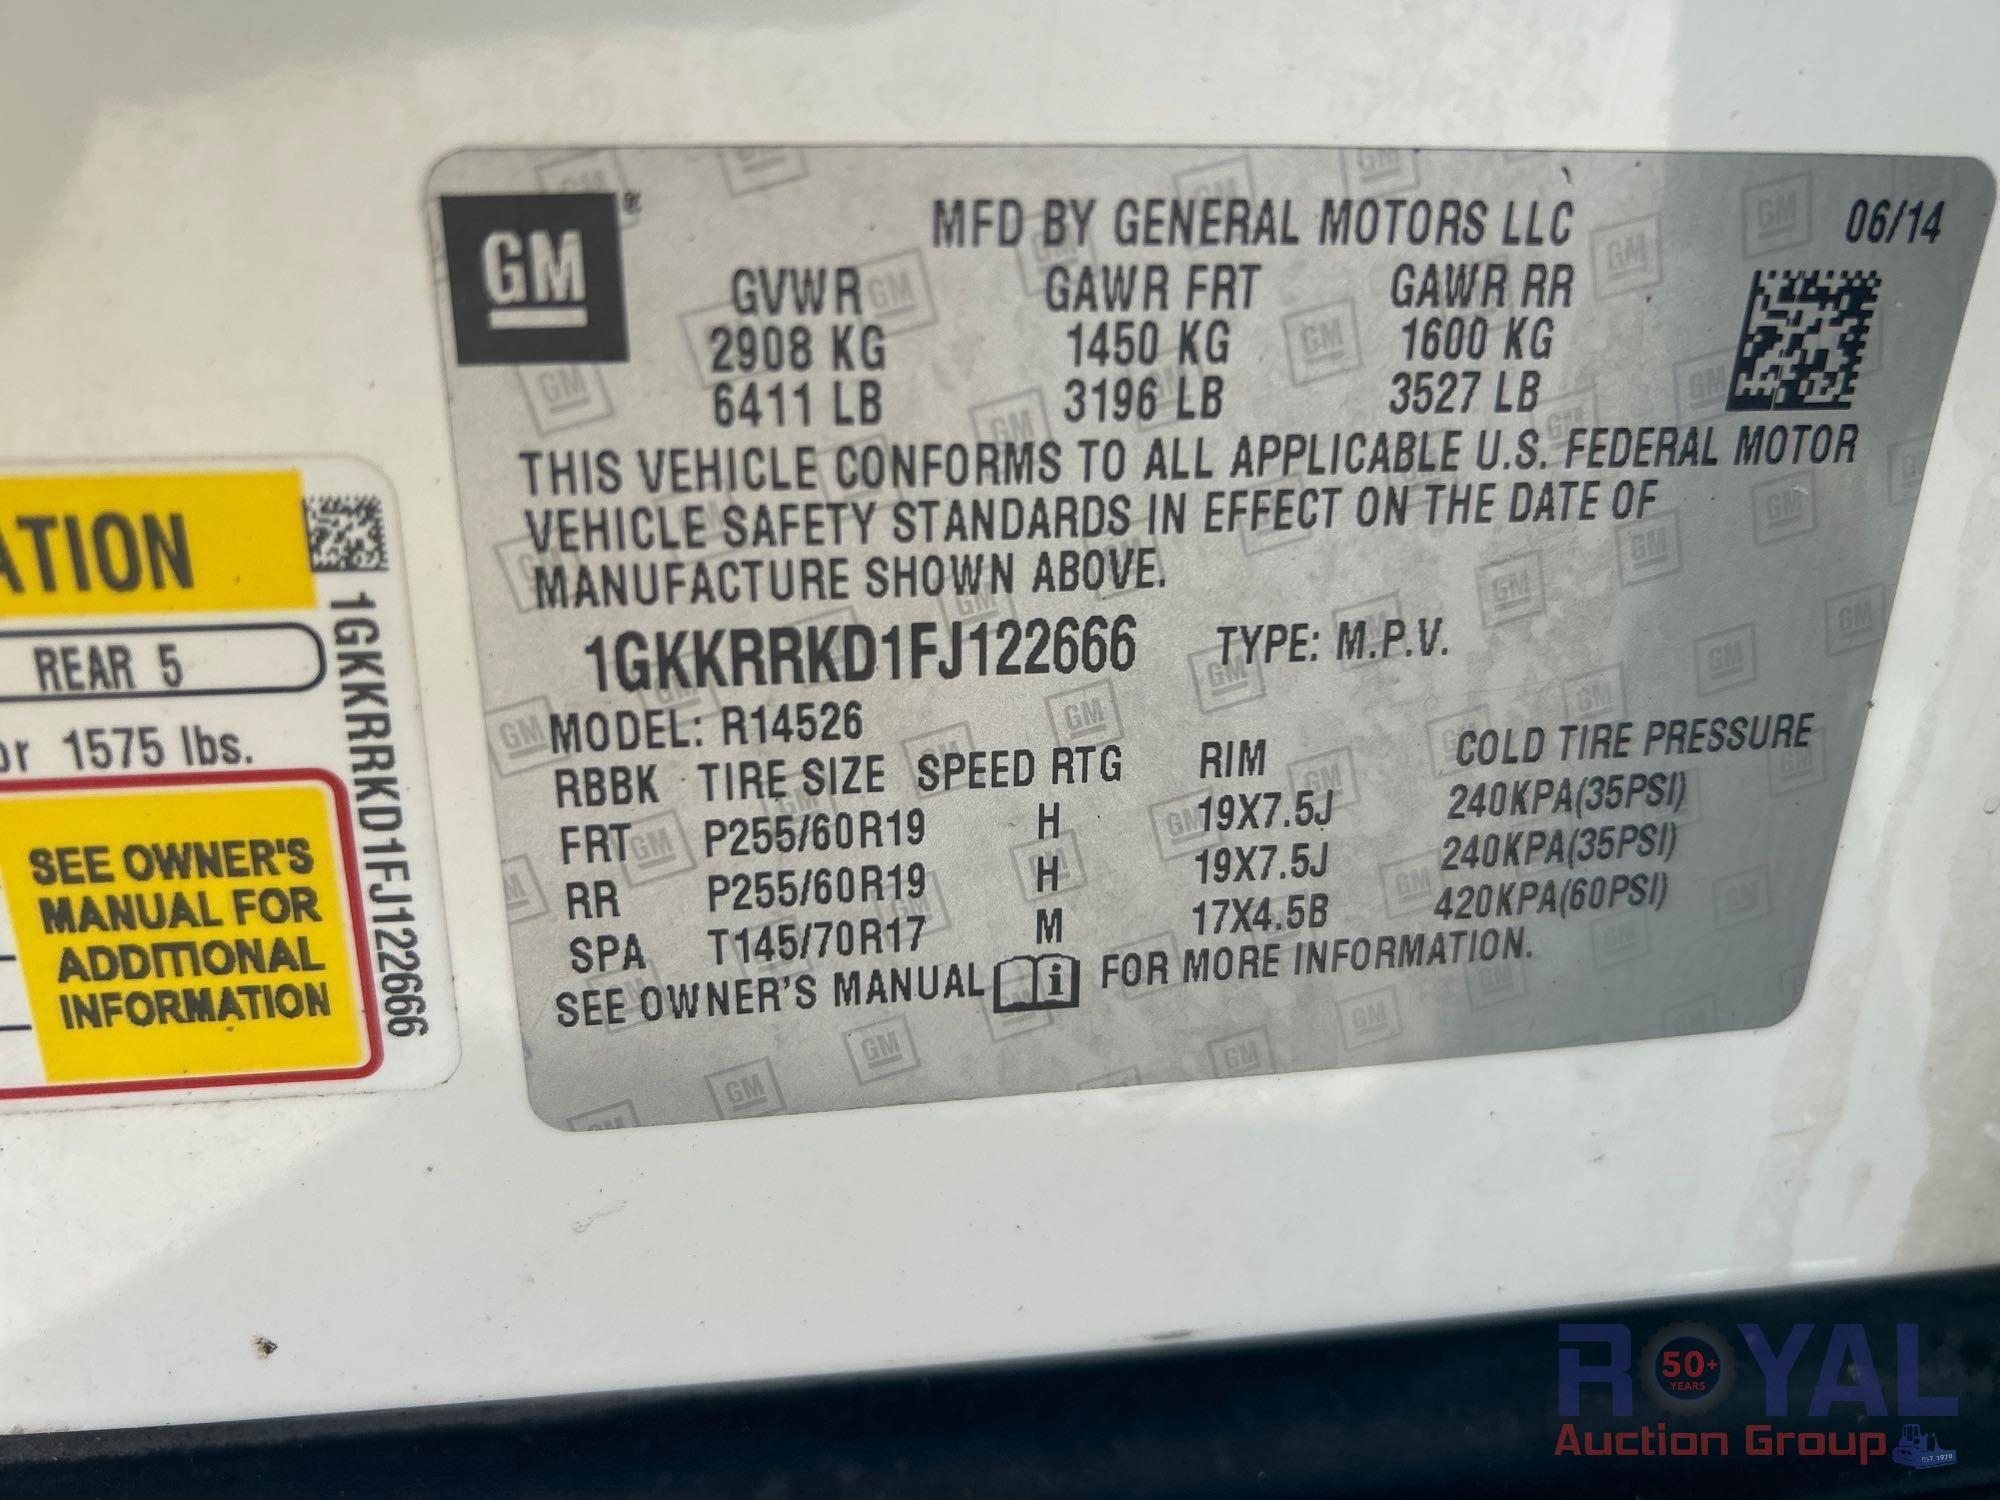 GM
MFD BY GENERAL MOTORS LLC 06/14
GVWR GAWR FRT GAWR RR
2908 KG 1450 KG 1600 KG
6411 LB 3196 LB 3527 LB
THIS VEHICLE CONFORMS TO ALL APPLICABLE U.S. FEDERAL MOTOR
VEHICLE SAFETY STANDARDS IN EFFECT ON THE DATE OF
MANUFACTURE SHOWN ABOVE.
1GKKRRKD1FJ122666 TYPE: M.P.V.
MODEL: R14526
RBBK TIRE SIZE SPEED RTG RIM COLD TIRE PRESSURE
FRT P255/60R19 H 19X7.5J 240KPA(35PSI)
RR P255/60R19 H 19X7.5J 240KPA(35PSI)
SPA T145/70R17 M 17X4.5B 420KPA(60PSI)
SEE OWNER'S MANUAL i FOR MORE INFORMATION.
ATION
REAR 5
or 1575 lbs.
SEE OWNER'S
MANUAL FOR
ADDITIONAL
INFORMATION
1GKKRRKD1FJ122666
ROYAL
50+
YEARS
Auction Group
EST. 1970